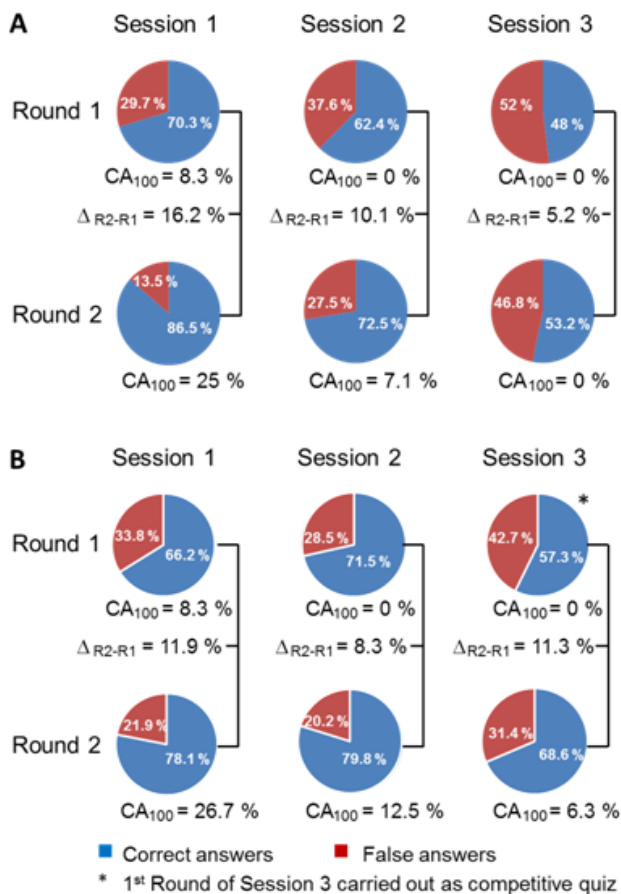 A
Session 1 Session 2 Session 3
Round 1
29.7 % 70.3 % 37.6 % 62.4 % 52 % 48 %
CA₁₀₀ = 8.3 % CA₁₀₀ = 0 % CA₁₀₀ = 0 %
Δ R2-R1 = 16.2 % Δ R2-R1 = 10.1 % Δ R2-R1 = 5.2 %
Round 2
13.5 % 86.5 % 27.5 % 72.5 % 46.8 % 53.2 %
CA₁₀₀ = 25 % CA₁₀₀ = 7.1 % CA₁₀₀ = 0 %
B
Session 1 Session 2 Session 3
*
Round 1
33.8 % 66.2 % 28.5 % 71.5 % 42.7 % 57.3 %
CA₁₀₀ = 8.3 % CA₁₀₀ = 0 % CA₁₀₀ = 0 %
Δ R2-R1 = 11.9 % Δ R2-R1 = 8.3 % Δ R2-R1 = 11.3 %
Round 2
21.9 % 78.1 % 20.2 % 79.8 % 31.4 % 68.6 %
CA₁₀₀ = 26.7 % CA₁₀₀ = 12.5 % CA₁₀₀ = 6.3 %
Correct answers False answers
* 1st Round of Session 3 carried out as competitive quiz